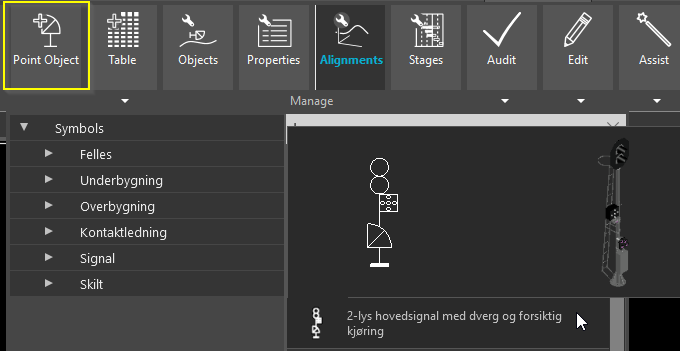 Point Object
Table
Objects
Properties
Alignments
Stages
Audit
Edit
Assist
Manage
Symbols
Felles
Underbygning
Overbygning
Kontaktledning
Signal
Skilt
2-lys hovedsignal med dverg og forsiktig
kjøring